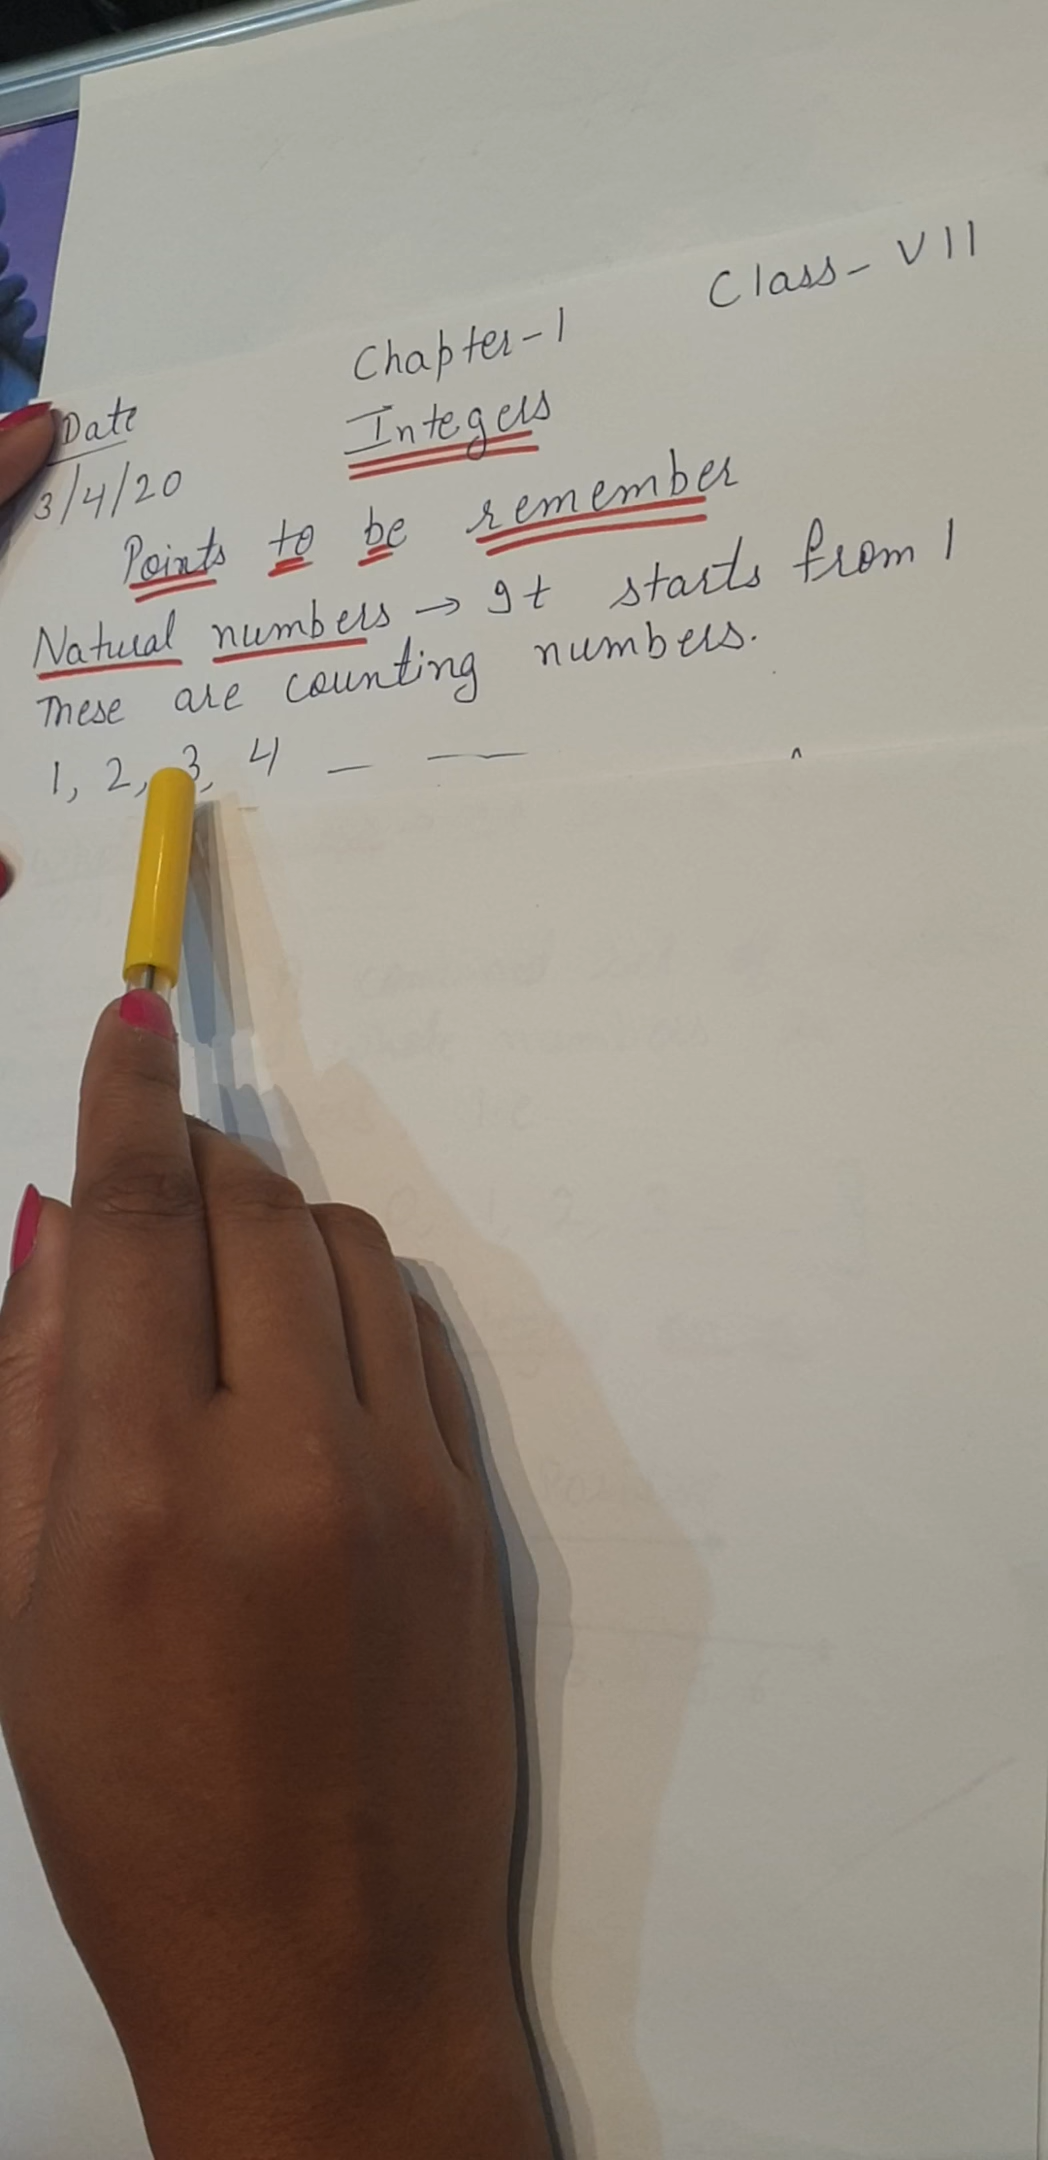 Class - VII
Chapter - 1
Date
Integers
3/4/20
Points to be remember
Natural numbers → It starts from 1
These are counting numbers.
1, 2, 3, 4 — —